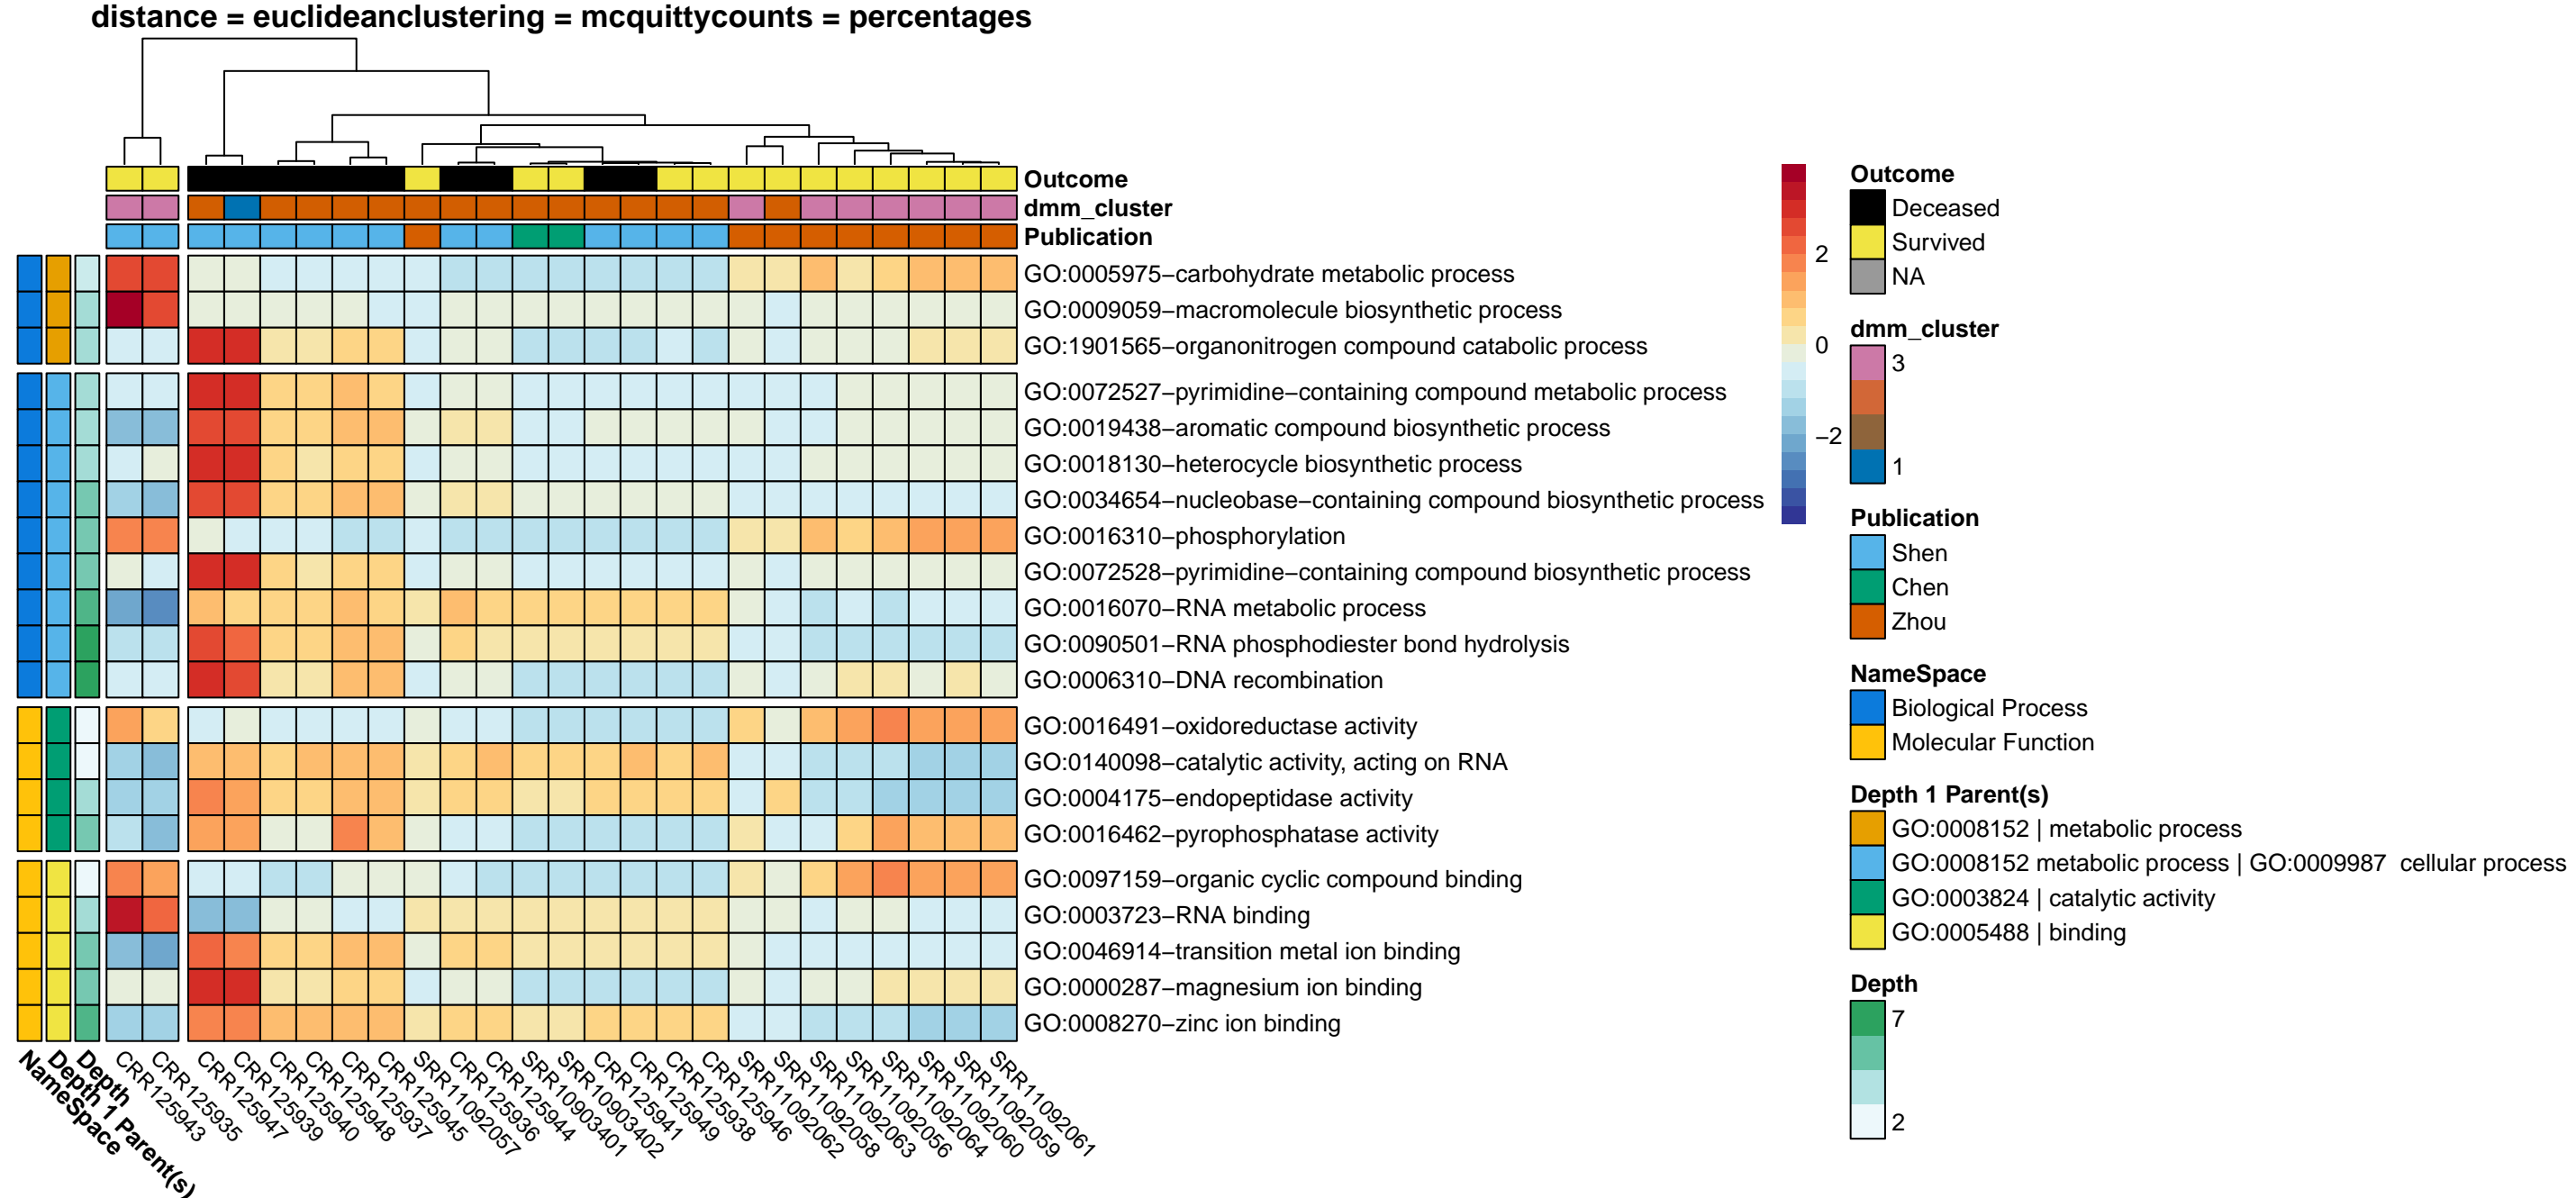 distance = euclideanclustering = mcquittycounts = percentages
Outcome
dmm_cluster
Publication
GO:0005975−carbohydrate metabolic process
GO:0009059−macromolecule biosynthetic process
GO:1901565−organonitrogen compound catabolic process
GO:0072527−pyrimidine−containing compound metabolic process
GO:0019438−aromatic compound biosynthetic process
GO:0018130−heterocycle biosynthetic process
GO:0034654−nucleobase−containing compound biosynthetic process
GO:0016310−phosphorylation
GO:0072528−pyrimidine−containing compound biosynthetic process
GO:0016070−RNA metabolic process
GO:0090501−RNA phosphodiester bond hydrolysis
GO:0006310−DNA recombination
GO:0016491−oxidoreductase activity
GO:0140098−catalytic activity, acting on RNA
GO:0004175−endopeptidase activity
GO:0016462−pyrophosphatase activity
GO:0097159−organic cyclic compound binding
GO:0003723−RNA binding
GO:0046914−transition metal ion binding
GO:0000287−magnesium ion binding
GO:0008270−zinc ion binding
NameSpace
Depth 1 Parent(s)
Depth
CRR125943
CRR125935
CRR125947
CRR125939
CRR125940
CRR125948
CRR125937
CRR125945
SRR11092057
CRR125936
CRR125944
SRR10903401
SRR10903402
CRR125941
CRR125949
CRR125938
CRR125946
SRR11092062
SRR11092058
SRR11092063
SRR11092056
SRR11092064
SRR11092060
SRR11092059
SRR11092061
2
0
−2
Outcome
Deceased
Survived
NA
dmm_cluster
3
1
Publication
Shen
Chen
Zhou
NameSpace
Biological Process
Molecular Function
Depth 1 Parent(s)
GO:0008152 | metabolic process
GO:0008152 metabolic process | GO:0009987 cellular process
GO:0003824 | catalytic activity
GO:0005488 | binding
Depth
7
2